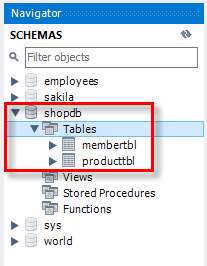 Navigator
SCHEMAS
Filter objects
employees
sakila
shopdb
Tables
membertbl
producttbl
Views
Stored Procedures
Functions
sys
world